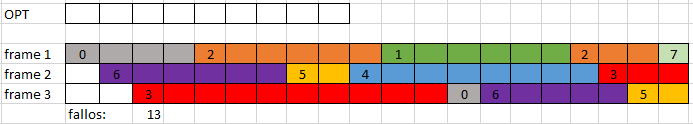 OPT
frame 1 0 2 1 2 7
frame 2 6 5 4 3
frame 3 3 0 6 5
fallos: 13